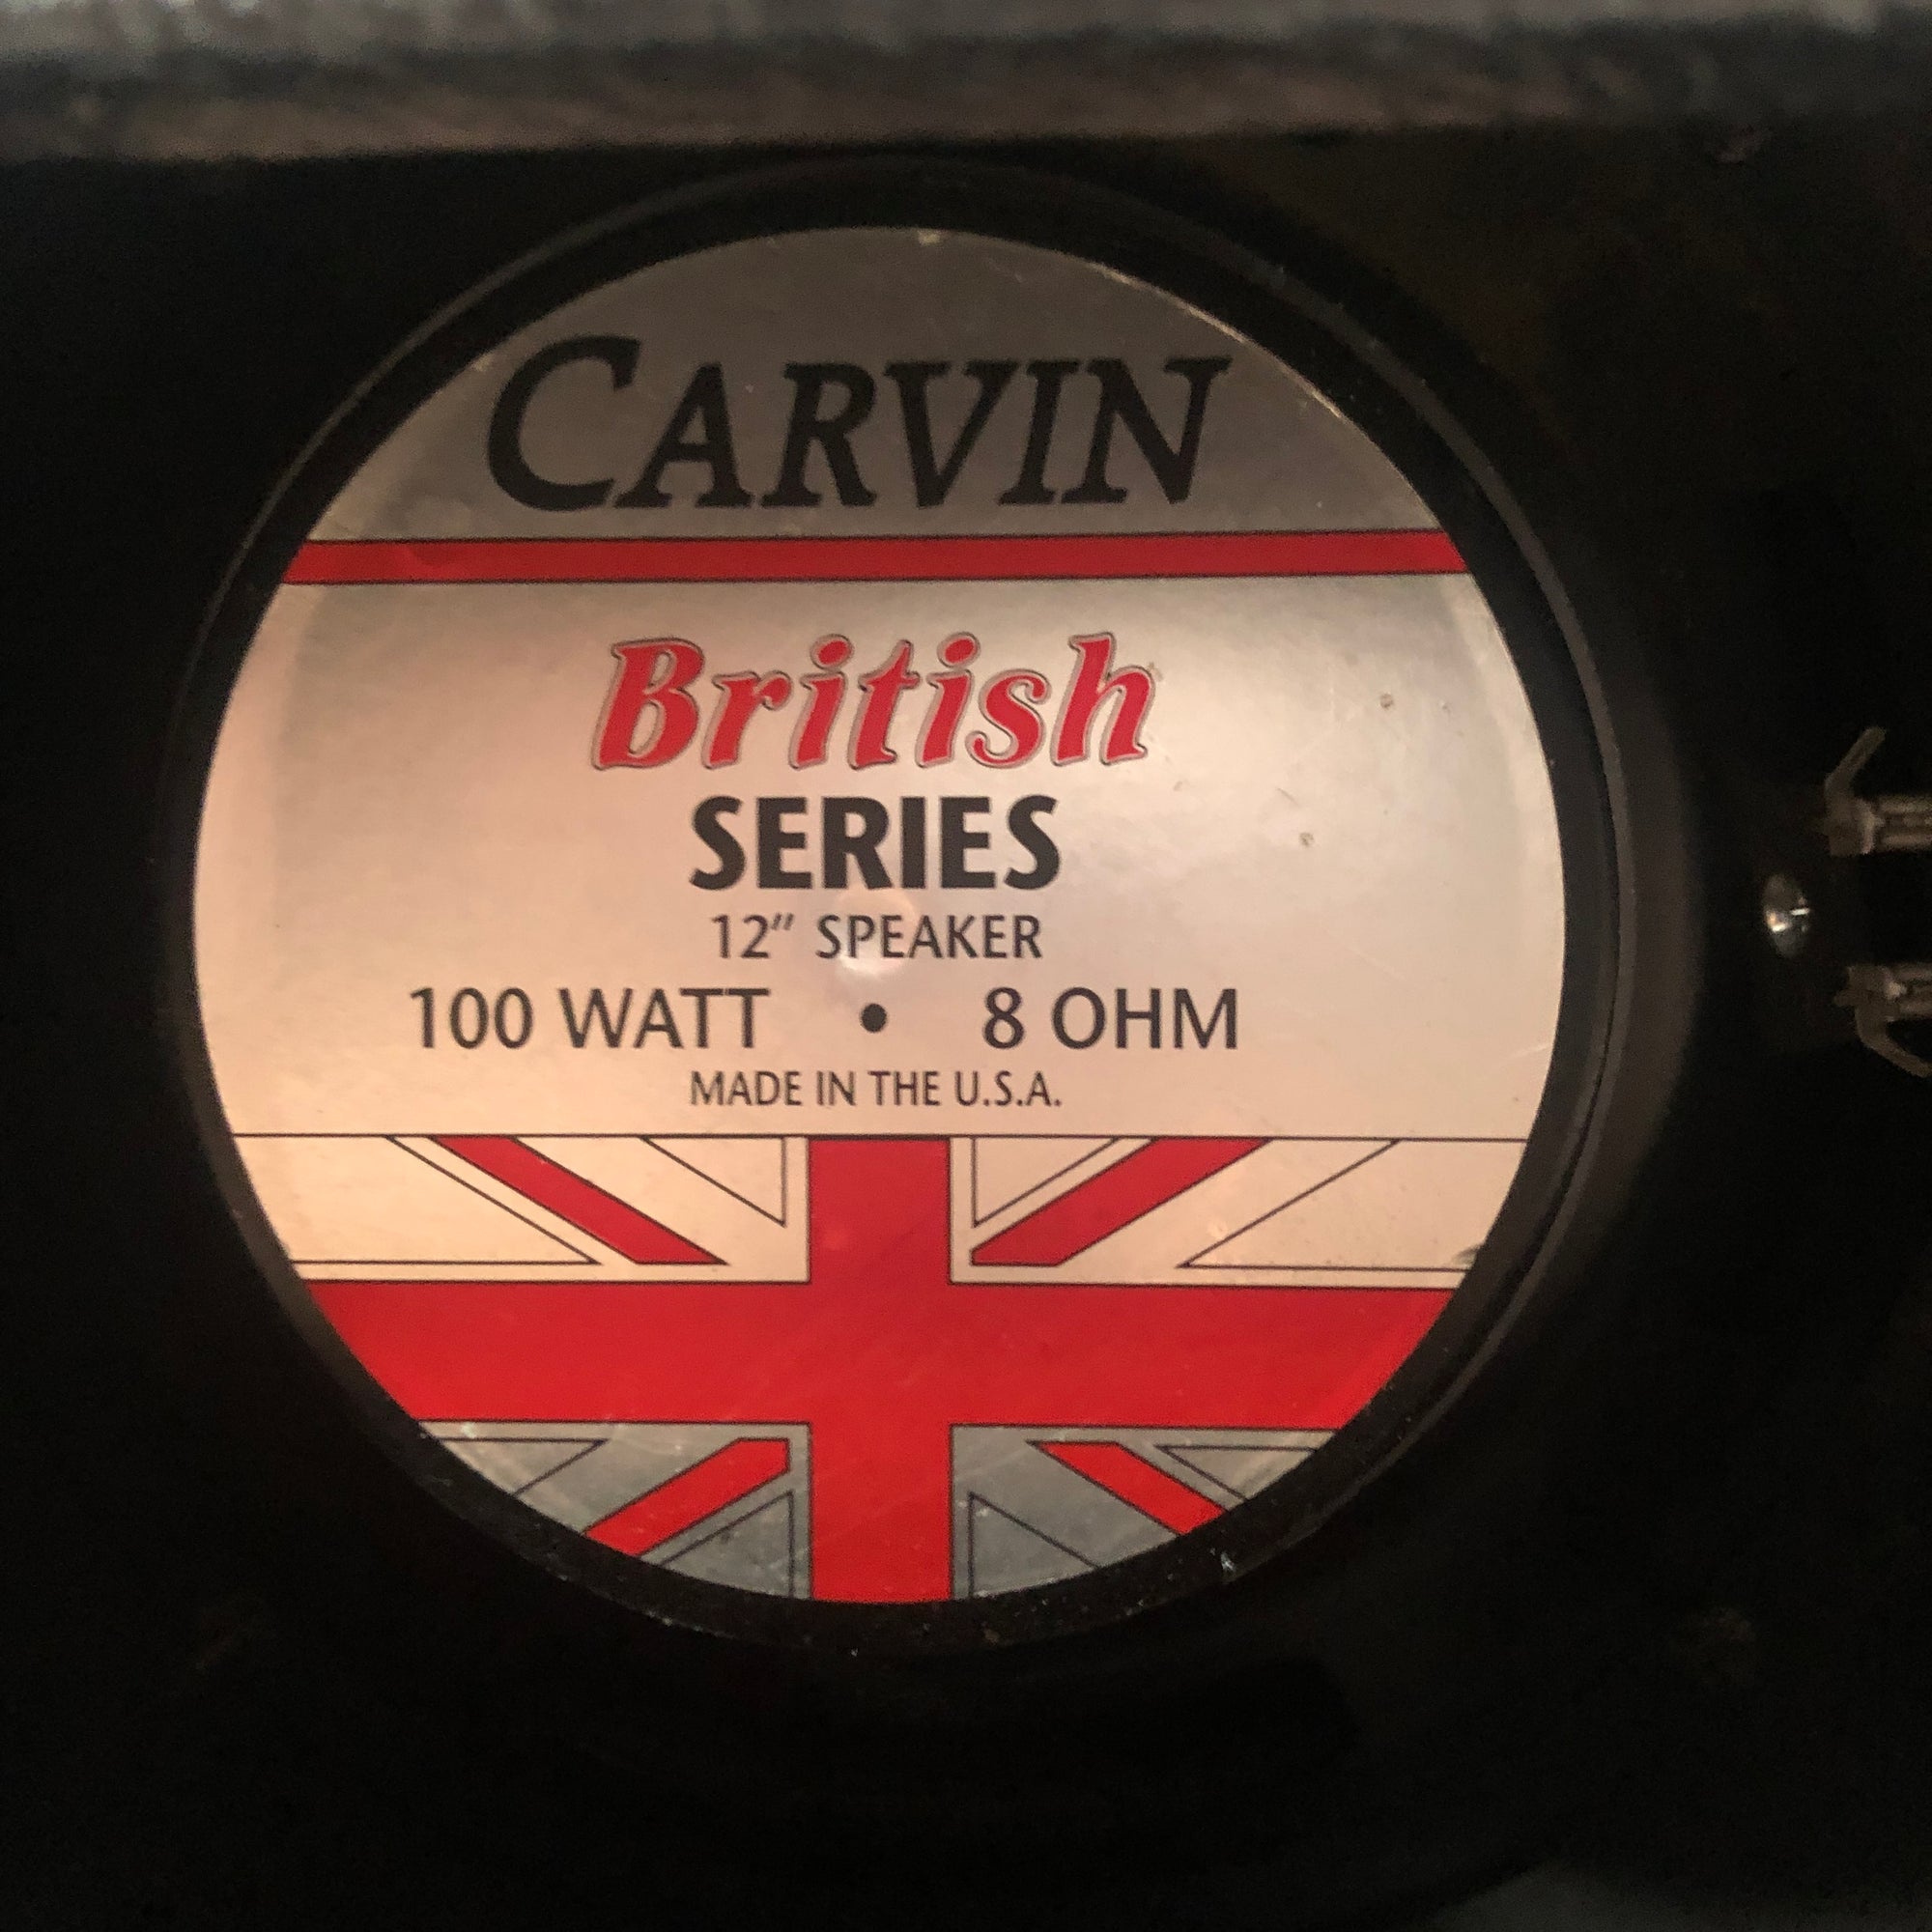 CARVIN
British
SERIES
12" SPEAKER
100 WATT • 8 OHM
MADE IN THE U.S.A.